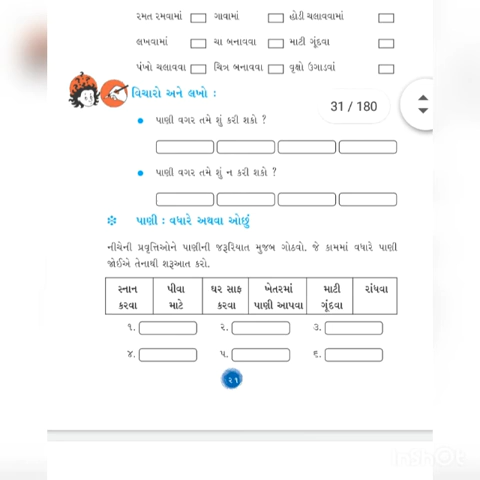 રમત રમવામાં ગાવામાં હોડી ચલાવવામાં
લખવામાં ચા બનાવવા માટી ગૂંદવા
પંખો ચલાવવા ચિત્ર બનાવવા વૃક્ષો ઉગાડવાં
વિચારો અને લખો :
31 / 180
પાણી વગર તમે શું કરી શકો ?
પાણી વગર તમે શું ન કરી શકો ?
પાણી : વધારે અથવા ઓછું
નીચેની પ્રવૃત્તિઓને પાણીની જરૂરિયાત મુજબ ગોઠવો. જે કામમાં વધારે પાણી
જોઈએ તેનાથી શરૂઆત કરો.
સ્નાન પીવા ઘર સાફ ખેતરમાં માટી રાંધવા
કરવા માટે કરવા પાણી આપવા ગૂંદવા
૧. ૨. ૩.
૪. ૫. ૬.
૨૧